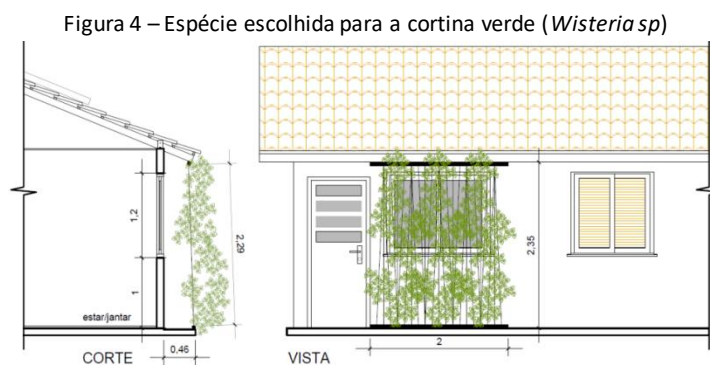 Figura 4 – Espécie escolhida para a cortina verde (Wisteria sp)
1,2
2,29
1
estar/jantar
0,46
CORTE
2,35
2
VISTA